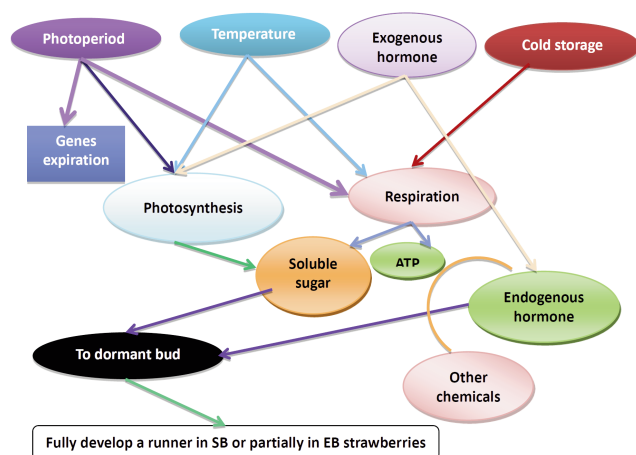 Photoperiod
Temperature
Exogenous
hormone
Cold storage
Genes
expiration
Photosynthesis
Respiration
Soluble
sugar
ATP
Endogenous
hormone
To dormant bud
Other
chemicals
Fully develop a runner in SB or partially in EB strawberries